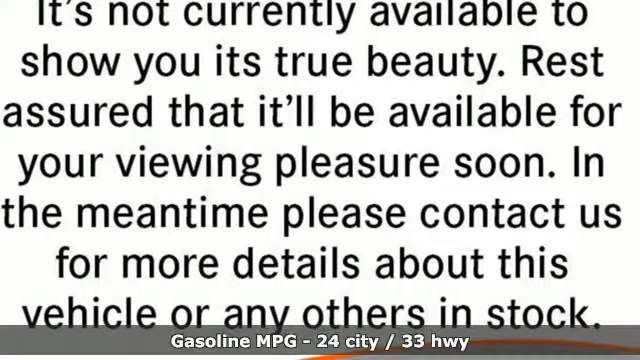 It's not currently available to
show you its true beauty. Rest
assured that it'll be available for
your viewing pleasure soon. In
the meantime please contact us
for more details about this
vehicle or any others in stock.
Gasoline MPG - 24 city / 33 hwy